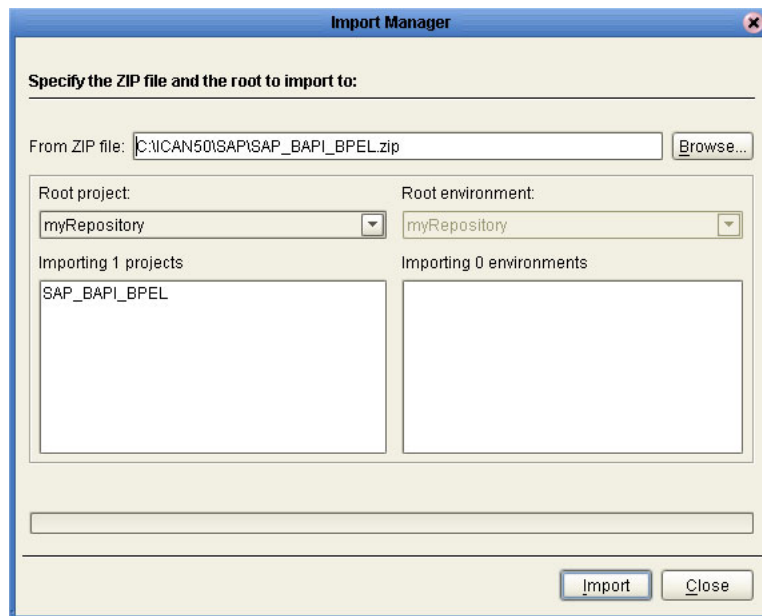 Import Manager
Specify the ZIP file and the root to import to:
From ZIP file: C:\ICAN50\SAP\SAP_BAPI_BPEL.zip Browse...
Root project: Root environment:
myRepository myRepository
Importing 1 projects Importing 0 environments
SAP_BAPI_BPEL
Import Close